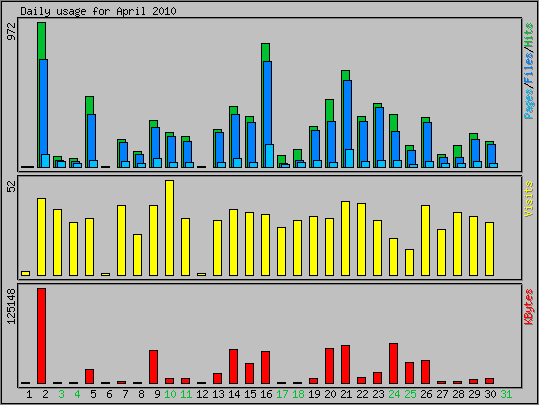 Daily usage for April 2010
972
Pages/Files/Hits
52
Visits
125148
KBytes
1 2 3 4 5 6 7 8 9 10 11 12 13 14 15 16 17 18 19 20 21 22 23 24 25 26 27 28 29 30 31